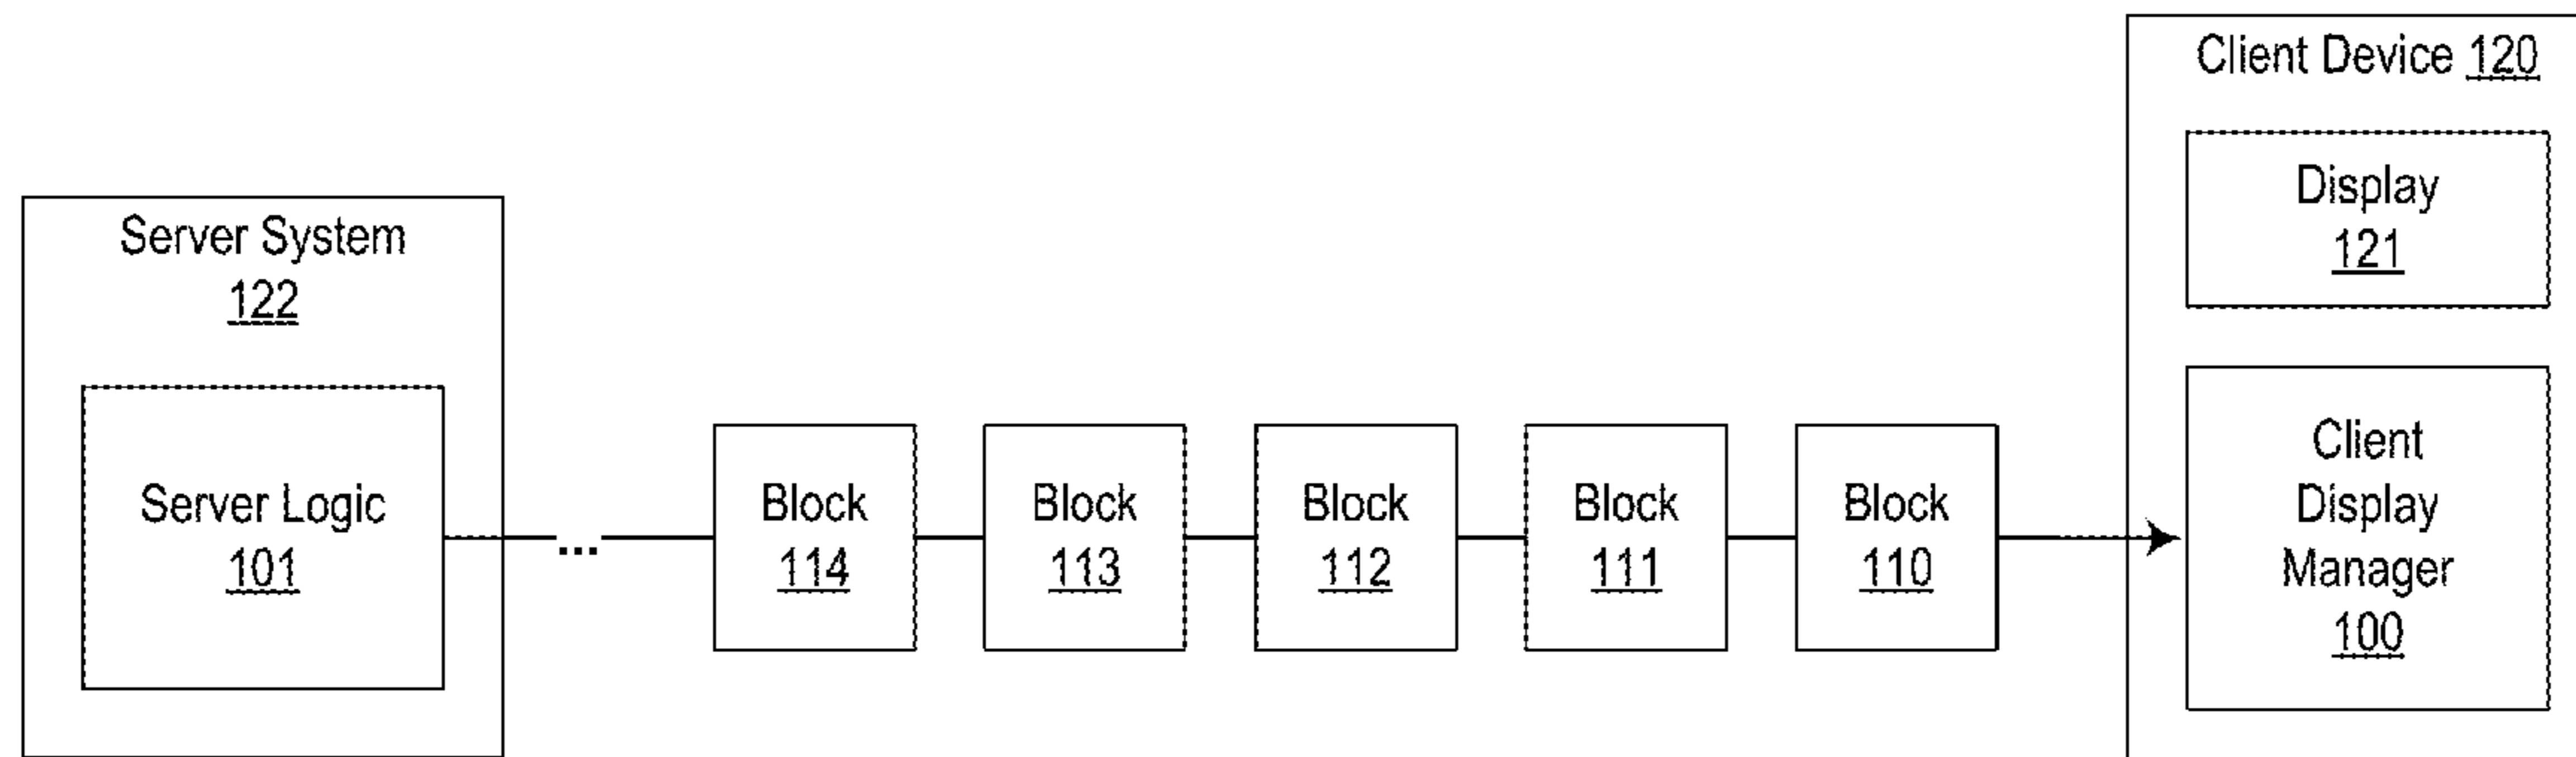 Server System
122
Server Logic
101
...
Block
114
Block
113
Block
112
Block
111
Block
110
Client Device 120
Display
121
Client
Display
Manager
100